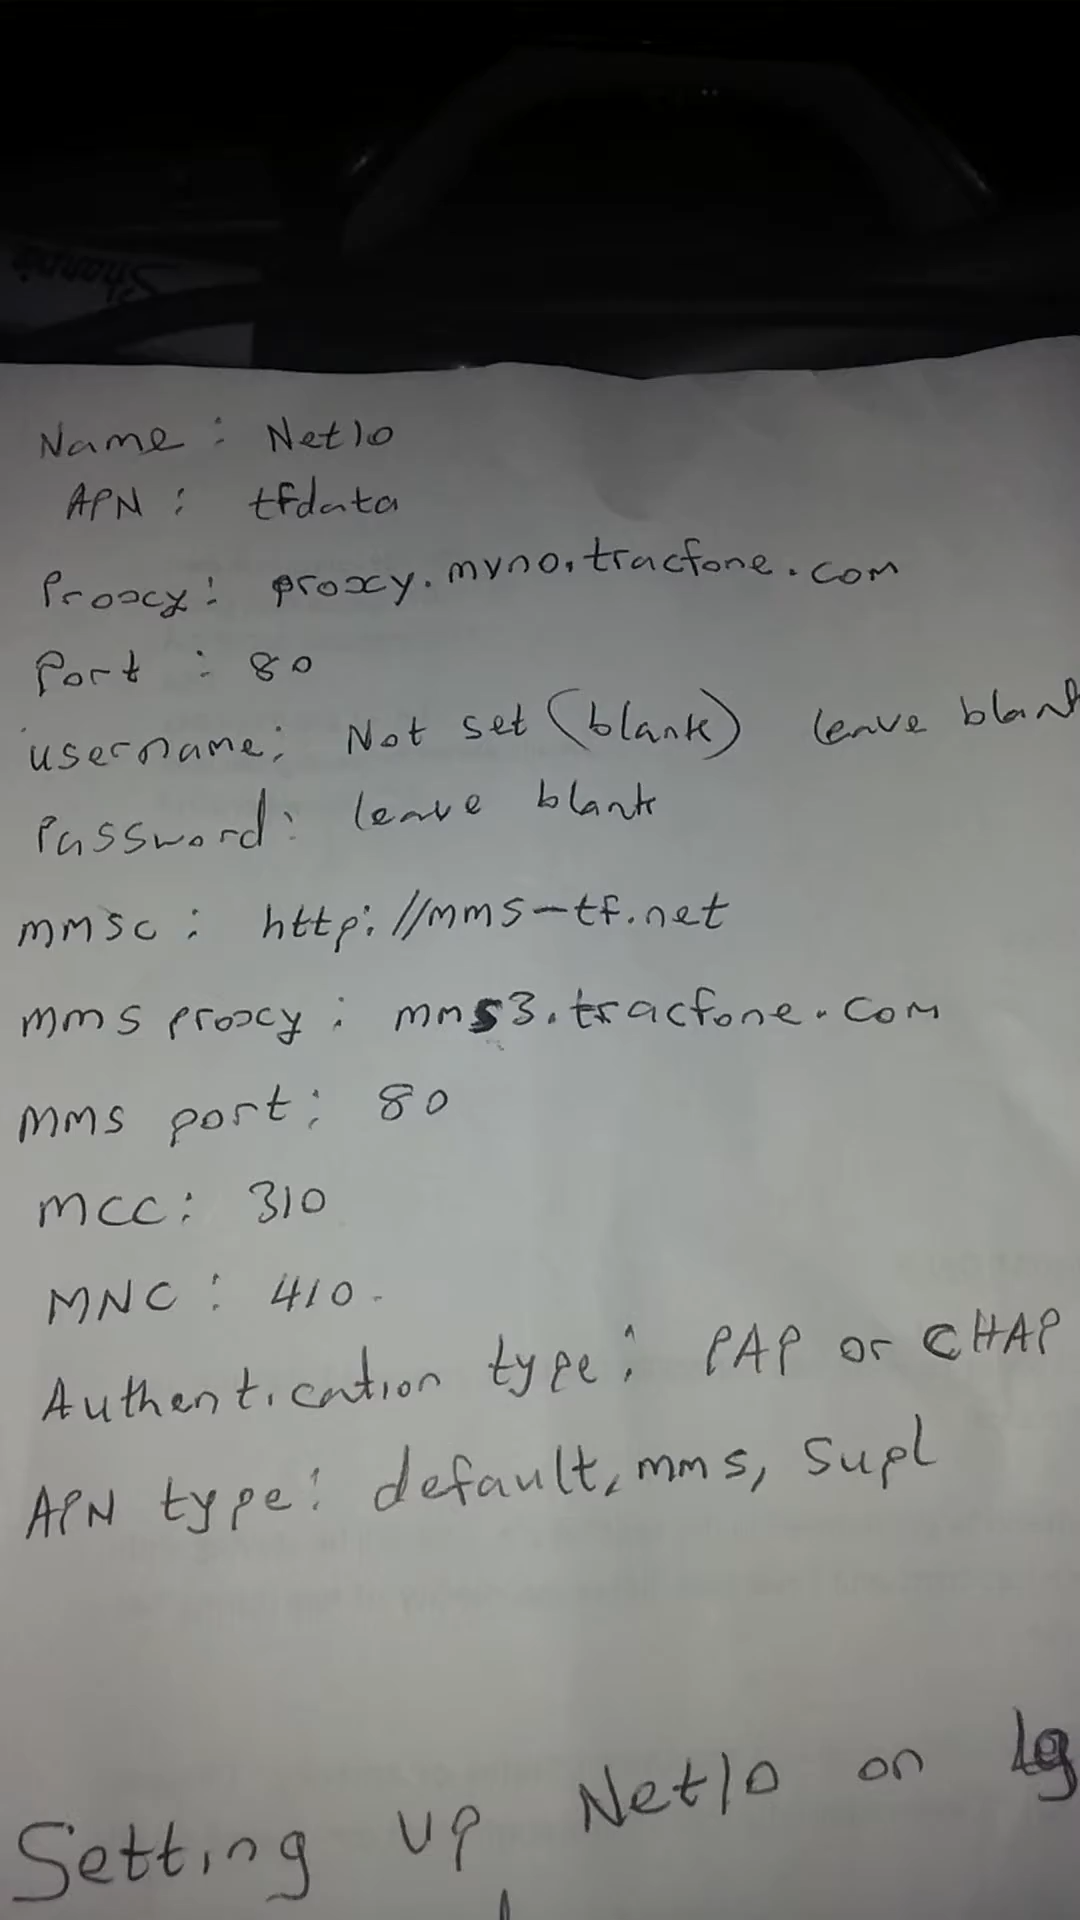 Name : Net10
APN : tfdata
Proxy : proxy.mvno.tracfone.com
Port : 80
username : Not set (blank) leave blank
Password : leave blank
mmsc : http://mms-tf.net
mms proxy : mms3.tracfone.com
mms port : 80
MCC : 310
MNC : 410
Authentication type : PAP or CHAP
APN type : default, mms, supl
Setting up Net10 on Lg